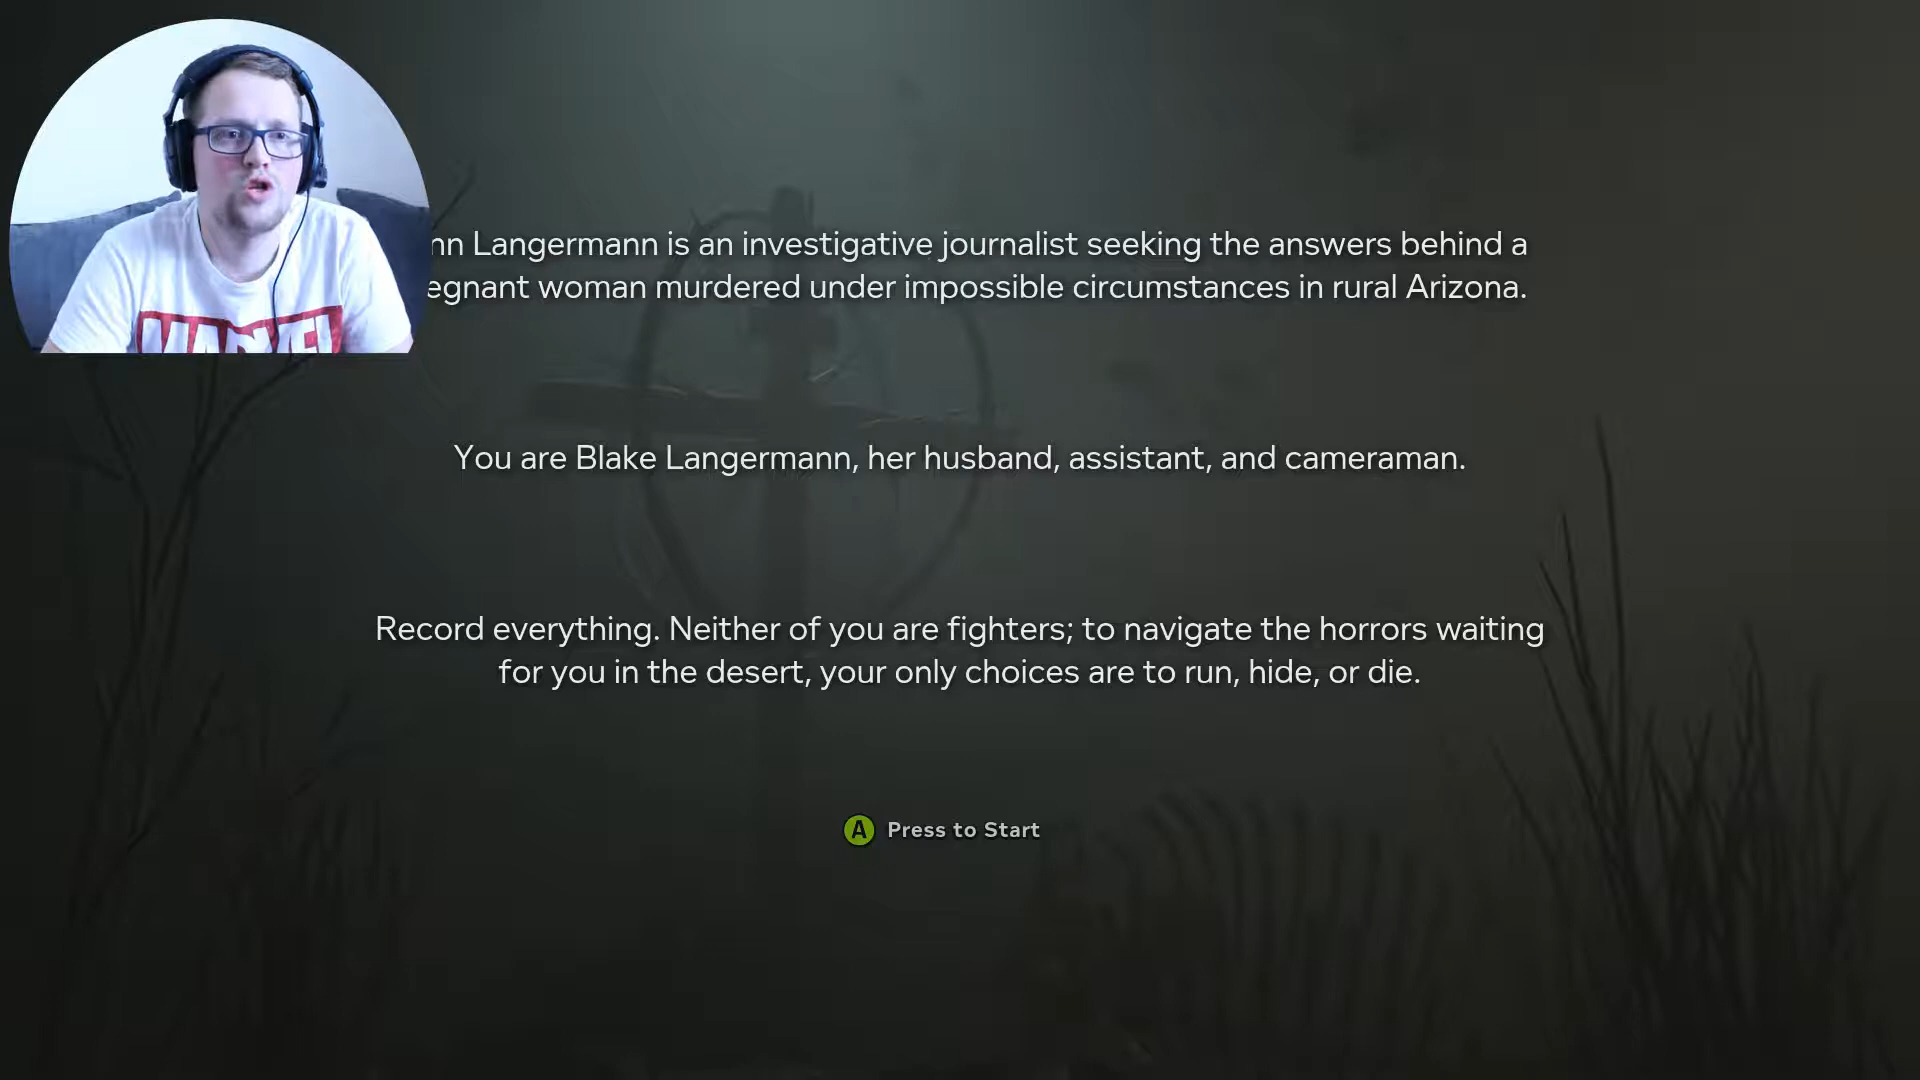 Langermann is an investigative journalist seeking the answers behind a
woman murdered under impossible circumstances in rural Arizona.
You are Blake Langermann, her husband, assistant, and cameraman.
Record everything. Neither of you are fighters; to navigate the horrors waiting
for you in the desert, your only choices are to run, hide, or die.
A Press to Start